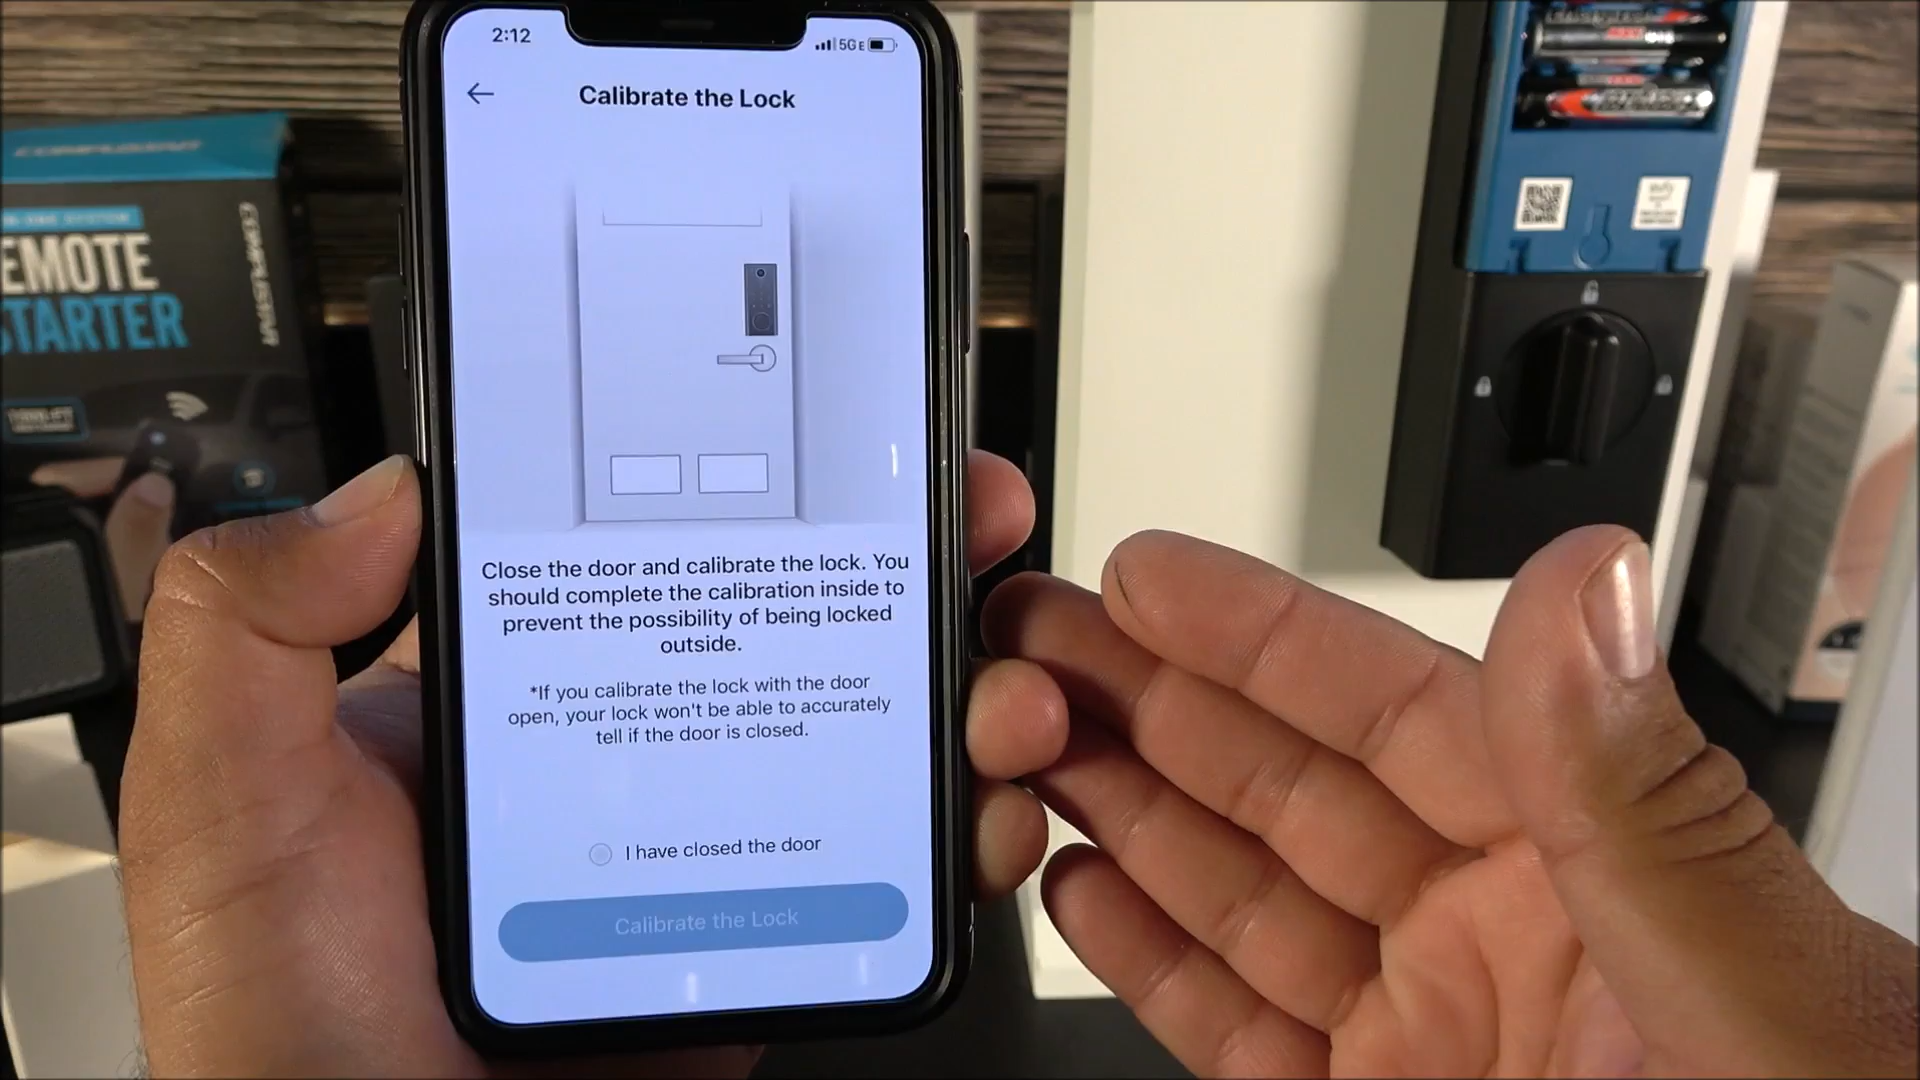 2:12
5GE
Calibrate the Lock
Close the door and calibrate the lock. You
should complete the calibration inside to
prevent the possibility of being locked
outside.
*If you calibrate the lock with the door
open, your lock won't be able to accurately
tell if the door is closed.
I have closed the door
Calibrate the Lock
COMPUSTAR
EMOTE
STARTER
COMPUSTAR